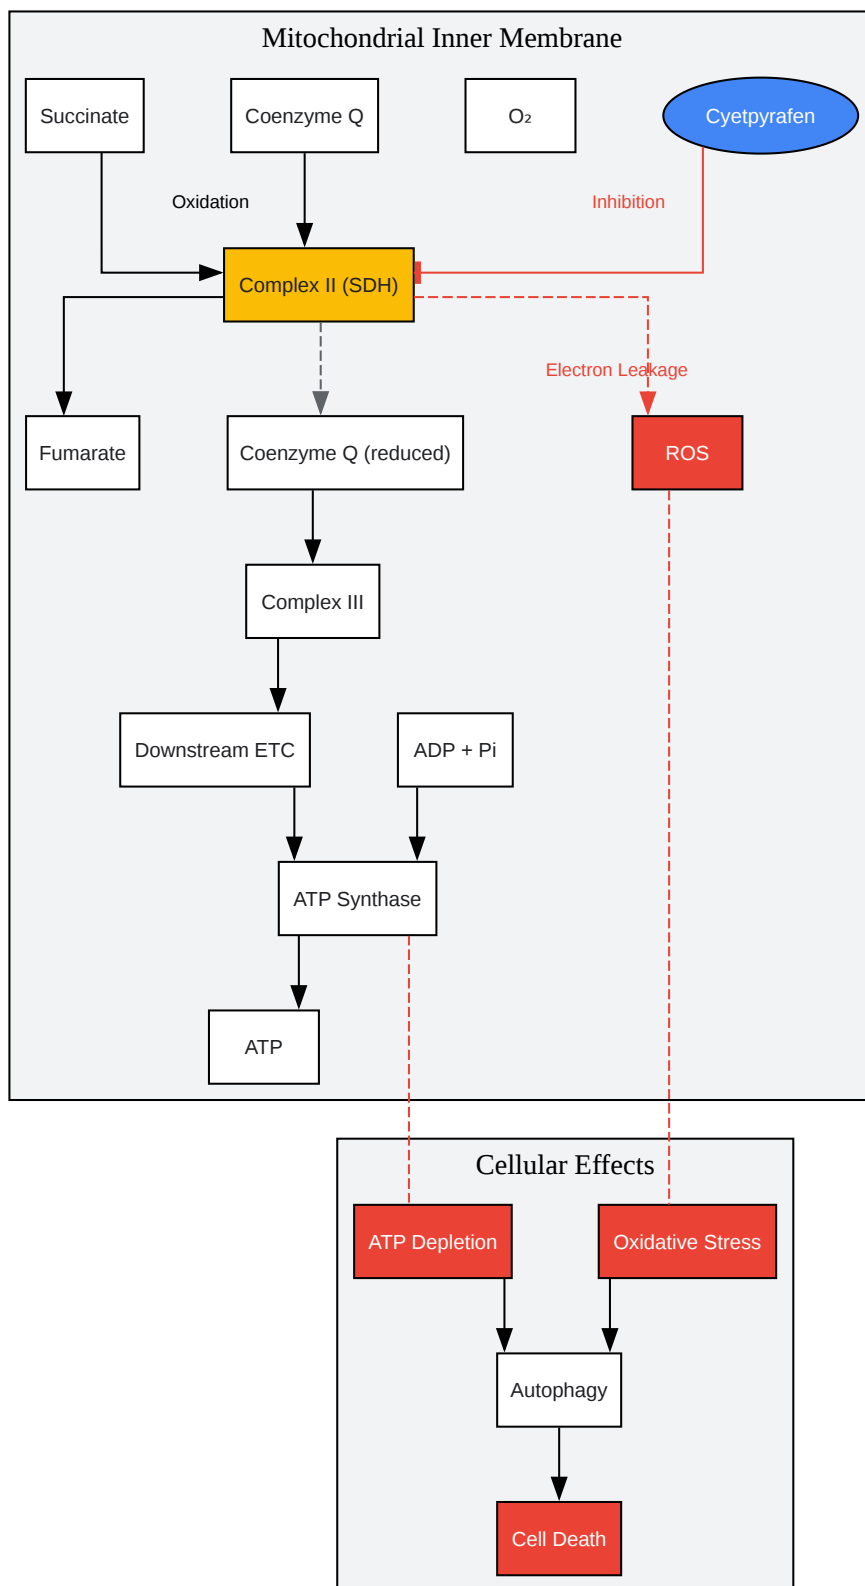 Mitochondrial Inner Membrane
Succinate
Coenzyme Q
O₂
Cyetpyrafen
Oxidation
Inhibition
Complex II (SDH)
Electron Leakage
Fumarate
Coenzyme Q (reduced)
ROS
Complex III
Downstream ETC
ADP + Pi
ATP Synthase
ATP
Cellular Effects
ATP Depletion
Oxidative Stress
Autophagy
Cell Death